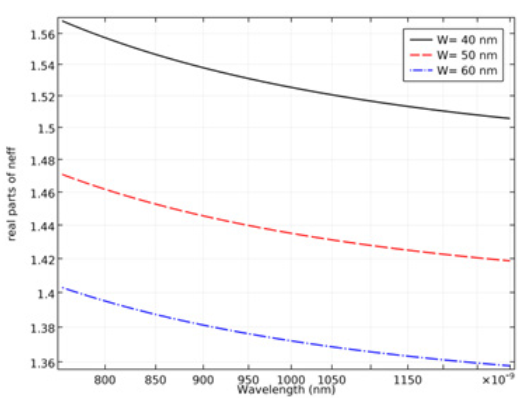 1.56
1.54
1.52
1.5
1.48
1.46
1.44
1.42
1.4
1.38
1.36
real parts of neff
W= 40 nm
W= 50 nm
W= 60 nm
800 850 900 950 1000 1050 1150 ×10⁻⁹
Wavelength (nm)